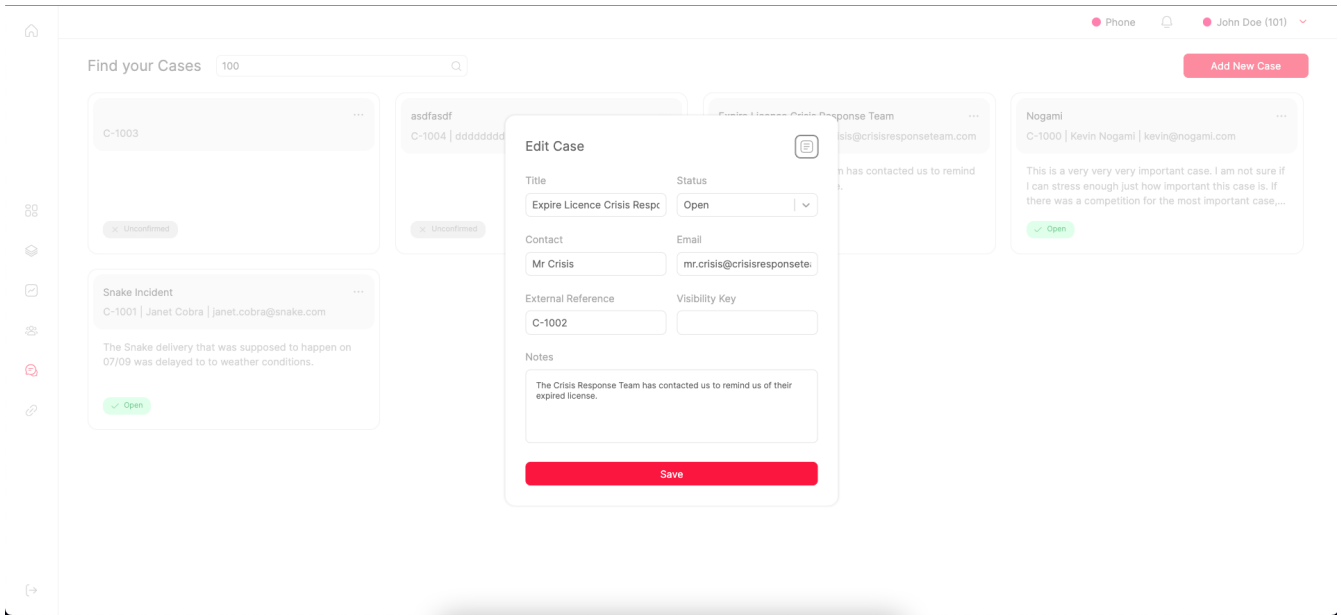 Phone
John Doe (101)
Find your Cases
100
Add New Case
C-1003
Unconfirmed
asdfasdf
C-1004 | dddddddd
Unconfirmed
Expire Licence Crisis Response Team
sis@crisisresponseteam.com
has contacted us to remind
Nogami
C-1000 | Kevin Nogami | kevin@nogami.com
This is a very very very important case. I am not sure if
I can stress enough just how important this case is. If
there was a competition for the most important case,...
Open
Snake Incident
C-1001 | Janet Cobra | janet.cobra@snake.com
The Snake delivery that was supposed to happen on
07/09 was delayed to to weather conditions.
Open
Edit Case
Title
Status
Expire Licence Crisis Respo
Open
Contact
Email
Mr Crisis
mr.crisis@crisisresponsetea
External Reference
Visibility Key
C-1002
Notes
The Crisis Response Team has contacted us to remind us of their
expired license.
Save